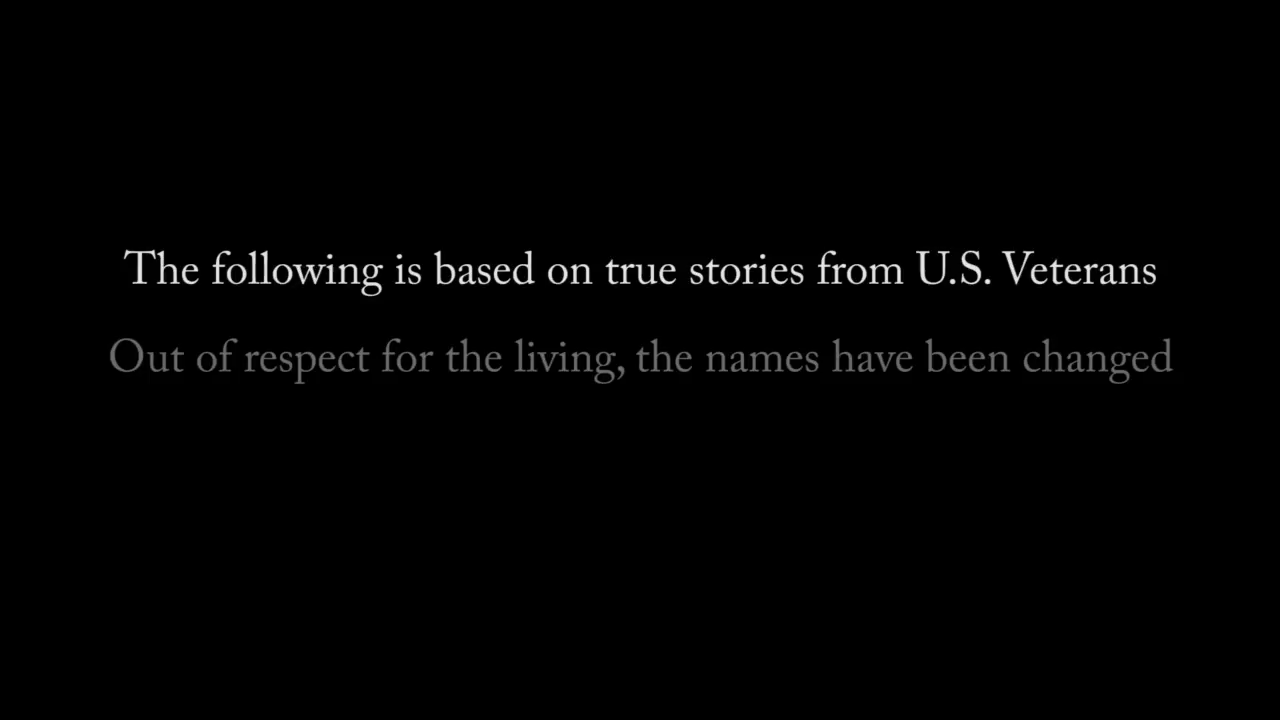 The following is based on true stories from U.S. Veterans
Out of respect for the living, the names have been changed